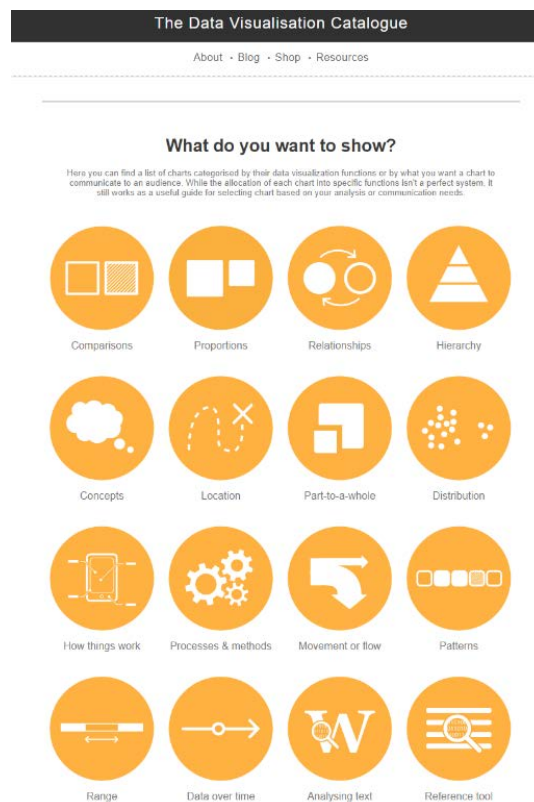 The Data Visualisation Catalogue
About • Blog • Shop • Resources
What do you want to show?
Here you can find a list of charts categorised by their data visualization functions or by what you want a chart to
communicate to an audience. While the allocation of each chart into specific functions isn't a perfect system, it
still works as a useful guide for selecting chart based on your analysis or communication needs.
Comparisons
Proportions
Relationships
Hierarchy
Concepts
Location
Part-to-a-whole
Distribution
How things work
Processes & methods
Movement or flow
Patterns
W
Range
Data over time
Analysing text
Reference tool